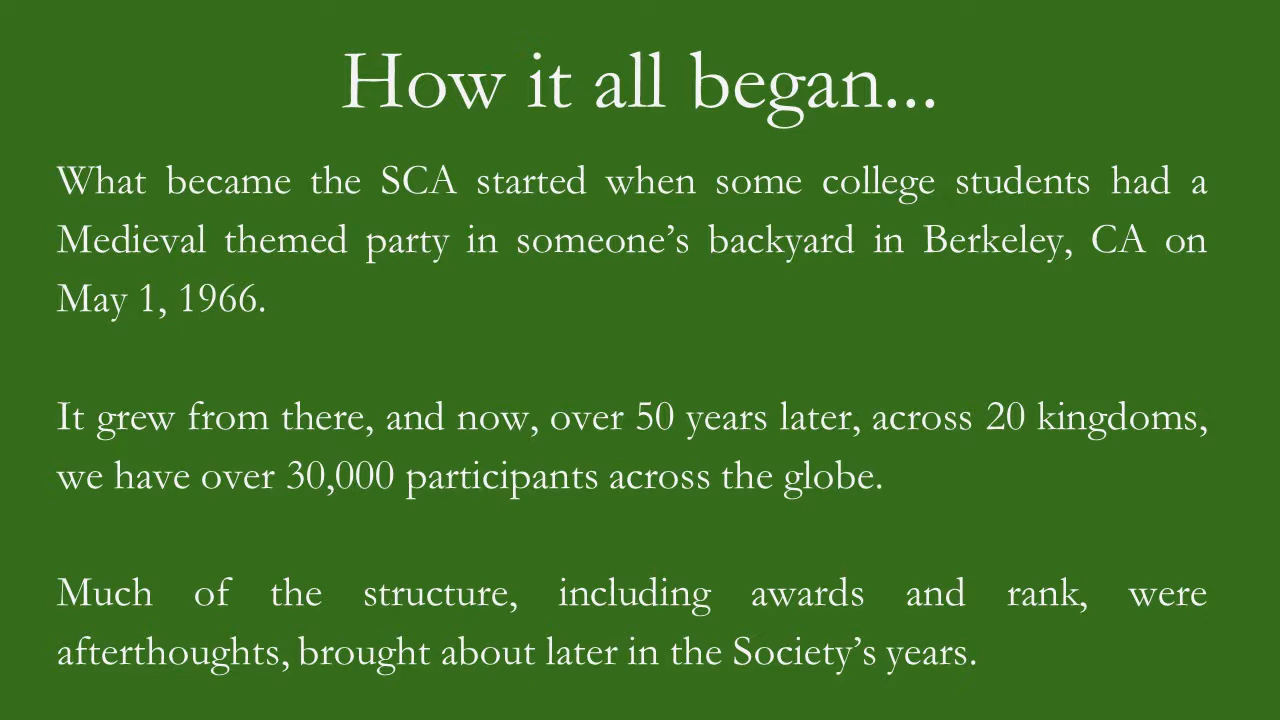 How it all began...
What became the SCA started when some college students had a
Medieval themed party in someone’s backyard in Berkeley, CA on
May 1, 1966.
It grew from there, and now, over 50 years later, across 20 kingdoms,
we have over 30,000 participants across the globe.
Much of the structure, including awards and rank, were
afterthoughts, brought about later in the Society’s years.